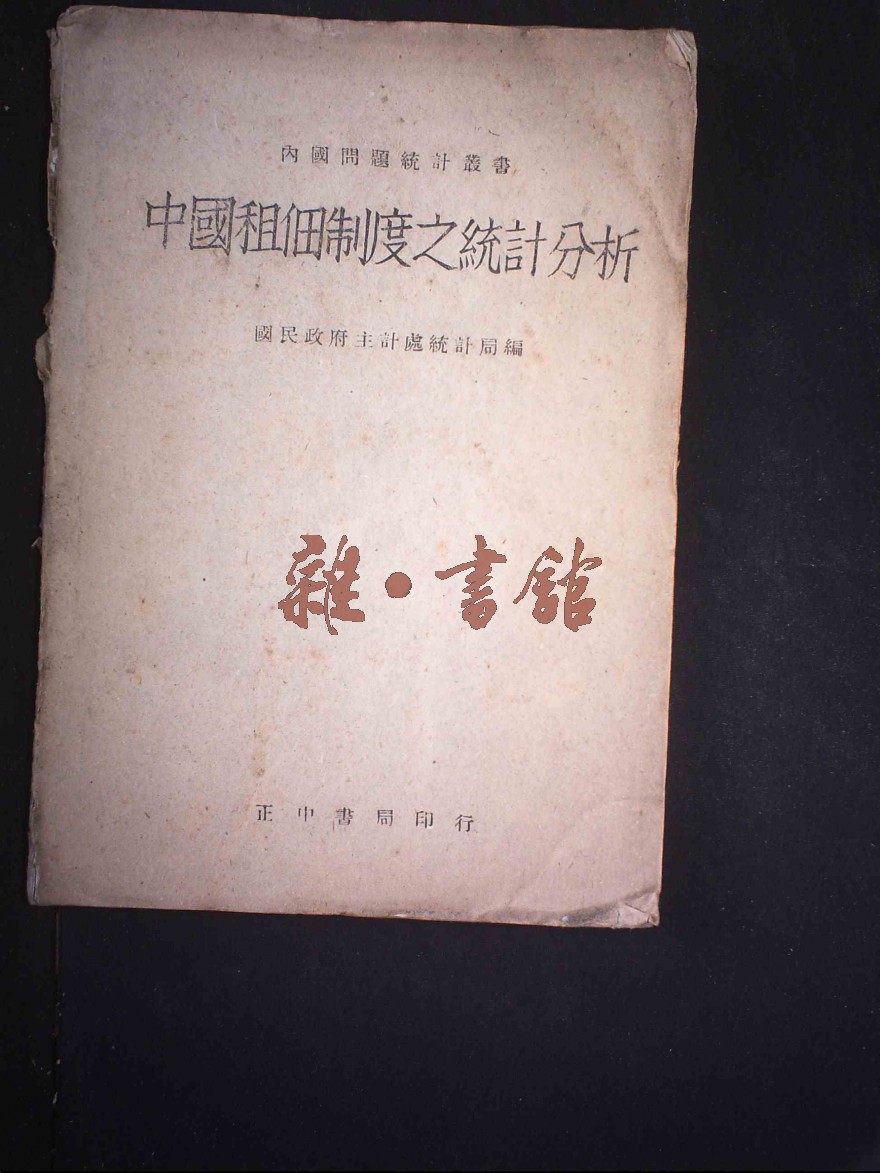 內國問題統計叢書
中國租佃制度之統計分析
國民政府主計處統計局編
雜·書館
正中書局印行